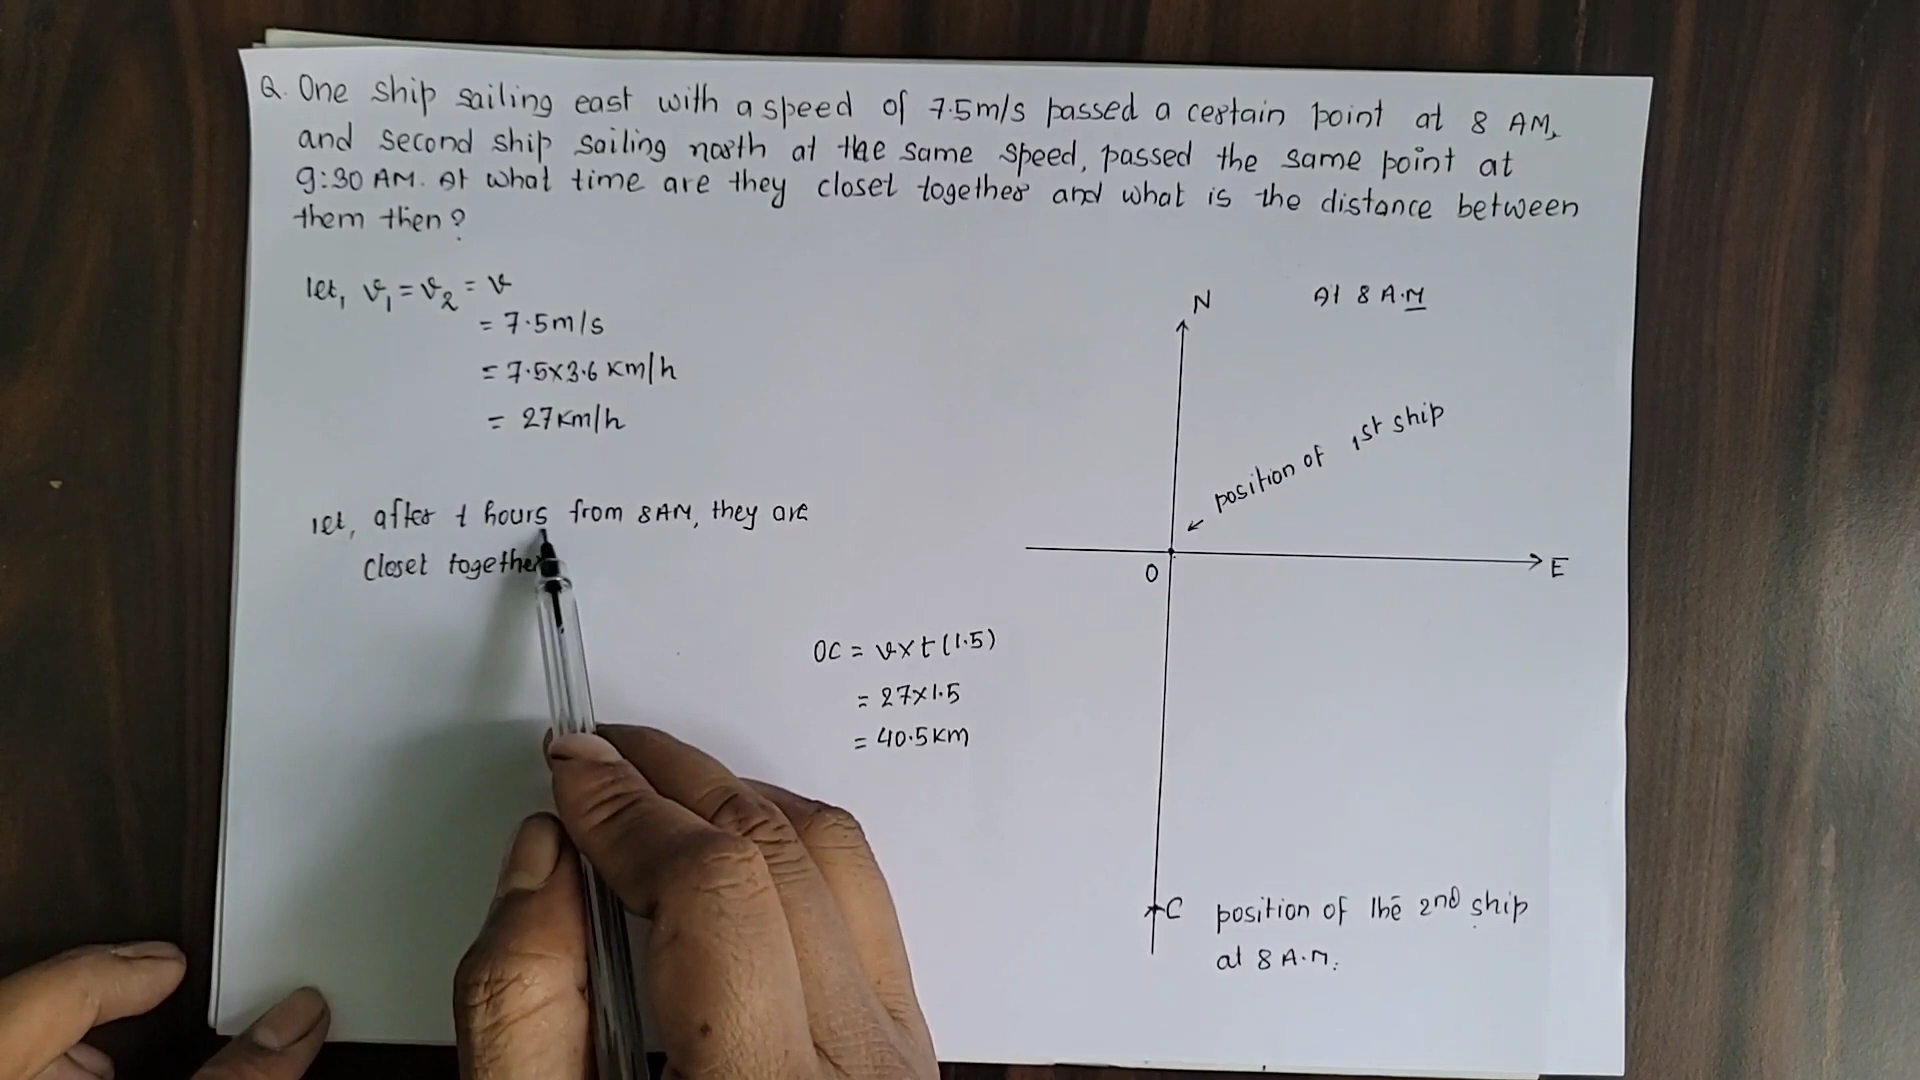 Q. One ship sailing east with a speed of 7.5m/s passed a certain point at 8 AM,
and second ship sailing north at the same speed, passed the same point at
9:30 AM. At what time are they closet together and what is the distance between
them then?
let, v₁ = v₂ = v
= 7.5m/s
= 7.5×3.6 km/h
= 27km/h
let, after t hours from 8AM, they are
closet together
OC = v×t (1.5)
= 27×1.5
= 40.5km
At 8 A.M
N
position of 1st ship
O
E
C position of the 2nd ship
at 8 A.M.